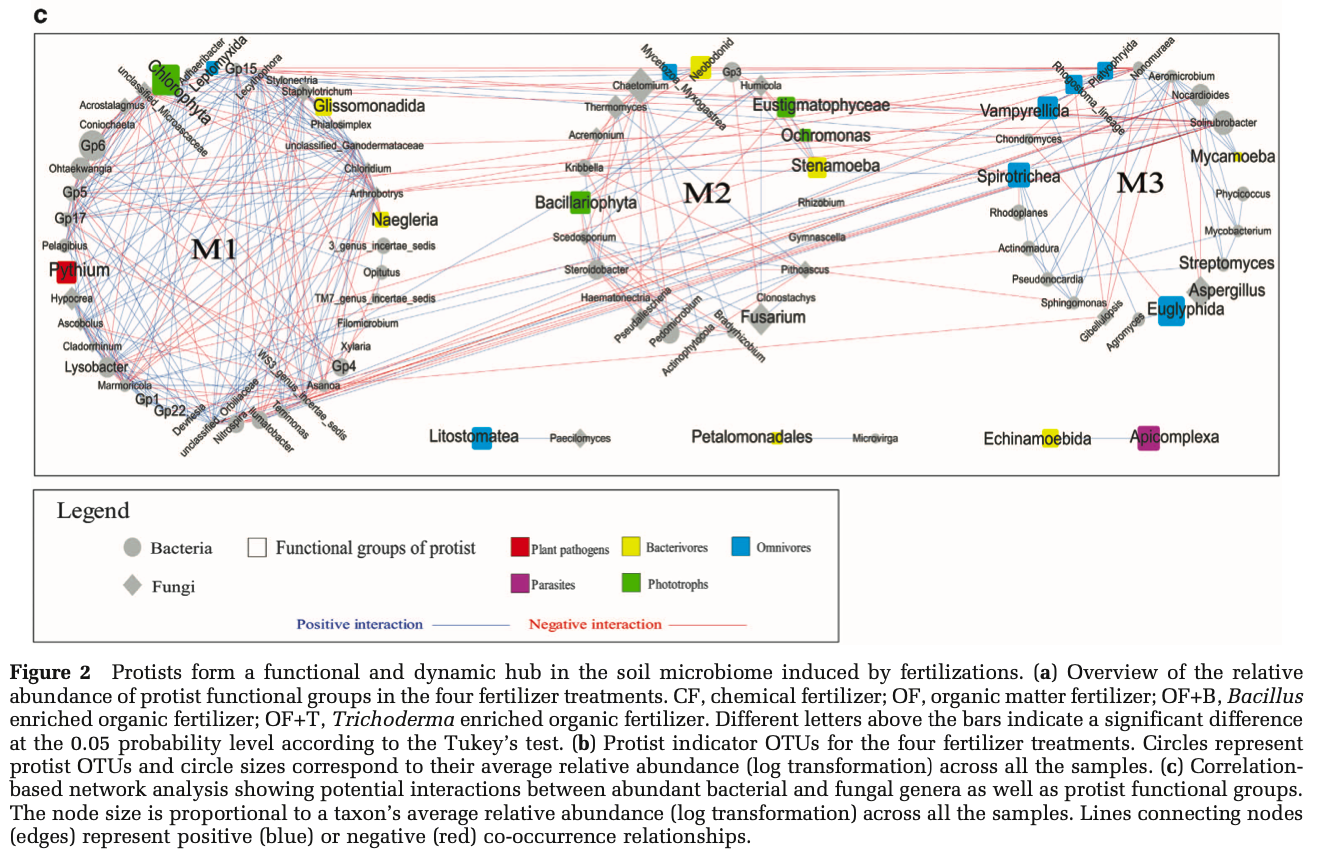 c
Chlorophyta
unclassified_Microascaceae
Adhaeribacter
Leptomyxida
Gp15
Lecythophora
Stylonectria
Staphylotrichum
Glissomonadida
Phialosimplex
unclassified_Ganodermataceae
Chloridium
Arthrobotrys
Naegleria
3_genus_incertae_sedis
Opitutus
TM7_genus_incertae_sedis
Filomicrobium
Xylaria
Gp4
Asanoa
WS3_genus_incertae_sedis
Temmonas
Ilumatobacter
Nitrospira
unclassified_Orbiliaceae
Devriesia
Gp22
Gp1
Marmoricola
Lysobacter
Cladorrhinum
Ascobolus
Hypocrea
Pythium
Pelagibius
Gp17
Gp5
Ohtaekwangia
Gp6
Coniochaeta
Acrostalagmus
M1
Mycetozoa_Myxogastrea
Neobodonid
Gp3
Chaetomium
Humicola
Thermomyces
Eustigmatophyceae
Acremonium
Ochromonas
Kribbella
Stenamoeba
Bacillariophyta
M2
Rhizobium
Scedosporium
Gymnascella
Steroidobacter
Pithoascus
Haematonectria
Clonostachys
Pseudallescheria
Fusarium
Pedomicrobium
Actinophytocola
Bradyrhizobium
Rhogostoma_lineage
Platyophryida
Nonomuraea
Aeromicrobium
Nocardioides
Vampyrellida
Solirubrobacter
Chondromyces
Mycamoeba
Spirotrichea
M3
Phycicoccus
Rhodoplanes
Mycobacterium
Actinomadura
Streptomyces
Pseudonocardia
Aspergillus
Sphingomonas
Euglyphida
Gibellulopsis
Agromyces
Litostomatea
Paecilomyces
Petalomonadales
Microvirga
Echinamoebida
Apicomplexa
Legend
Bacteria
Functional groups of protist
Plant pathogens
Bacterivores
Omnivores
Fungi
Parasites
Phototrophs
Positive interaction
Negative interaction
Figure 2 Protists form a functional and dynamic hub in the soil microbiome induced by fertilizations. (a) Overview of the relative
abundance of protist functional groups in the four fertilizer treatments. CF, chemical fertilizer; OF, organic matter fertilizer; OF+B, Bacillus
enriched organic fertilizer; OF+T, Trichoderma enriched organic fertilizer. Different letters above the bars indicate a significant difference
at the 0.05 probability level according to the Tukey's test. (b) Protist indicator OTUs for the four fertilizer treatments. Circles represent
protist OTUs and circle sizes correspond to their average relative abundance (log transformation) across all the samples. (c) Correlation-
based network analysis showing potential interactions between abundant bacterial and fungal genera as well as protist functional groups.
The node size is proportional to a taxon's average relative abundance (log transformation) across all the samples. Lines connecting nodes
(edges) represent positive (blue) or negative (red) co-occurrence relationships.